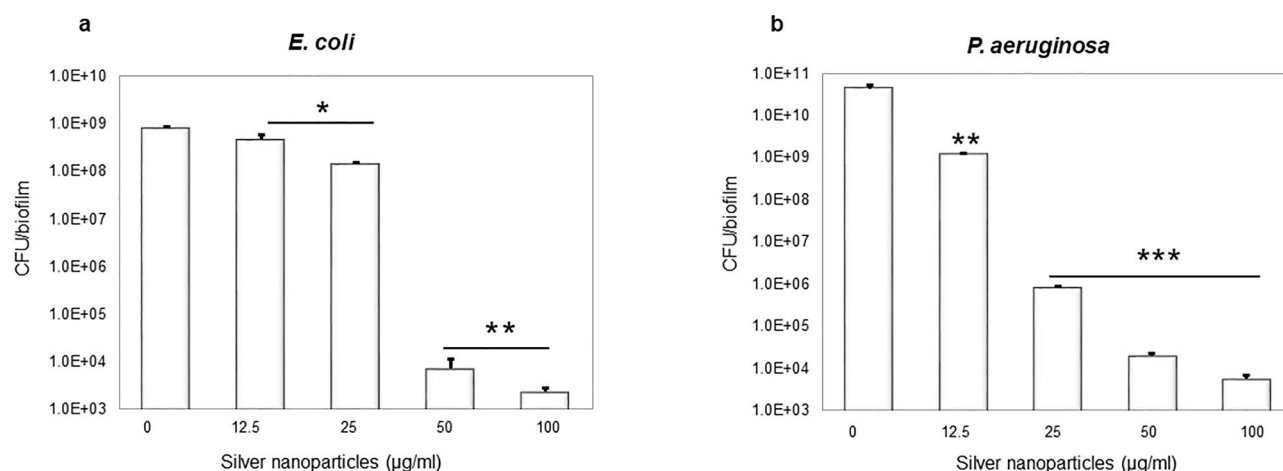 a
E. coli
CFU/biofilm
1.0E+10
1.0E+09
1.0E+08
1.0E+07
1.0E+06
1.0E+05
1.0E+04
1.0E+03
*
**
0 12.5 25 50 100
Silver nanoparticles (µg/ml)
b
P. aeruginosa
CFU/biofilm
1.0E+11
1.0E+10
1.0E+09
1.0E+08
1.0E+07
1.0E+06
1.0E+05
1.0E+04
1.0E+03
**
***
0 12.5 25 50 100
Silver nanoparticles (µg/ml)